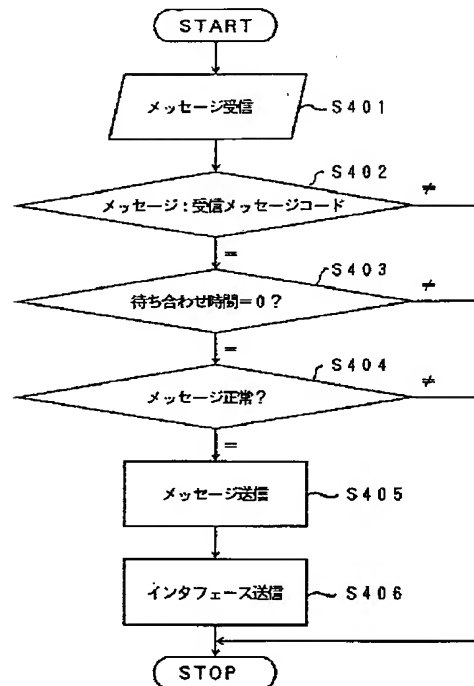 START
メッセージ受信
S401
S402
メッセージ:受信メッセージコード
≠
=
S403
待ち合わせ時間=0?
≠
=
S404
メッセージ正常?
≠
=
メッセージ送信
S405
インタフェース送信
S406
STOP